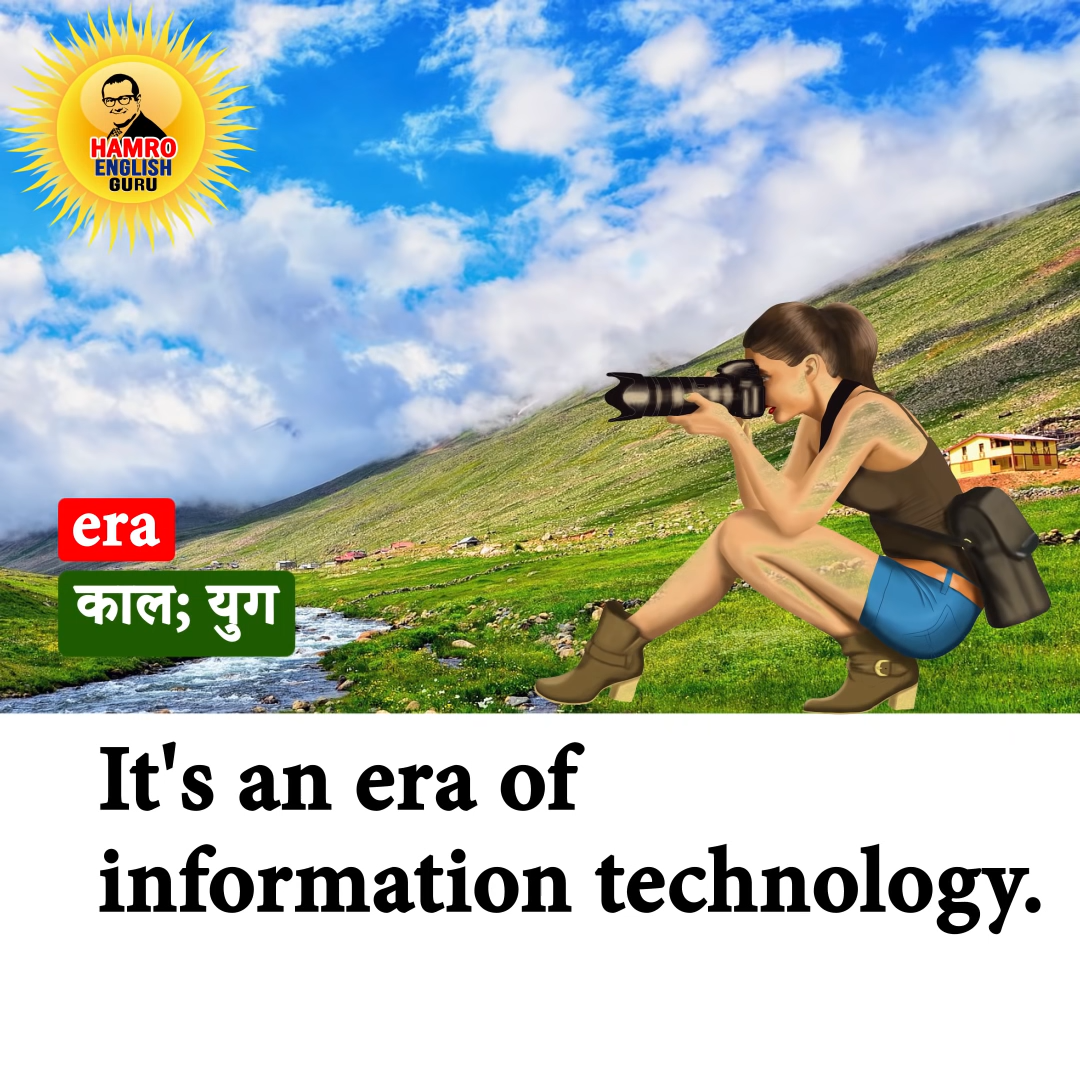 HAMRO
ENGLISH
GURU
era
काल; युग
It's an era of
information technology.